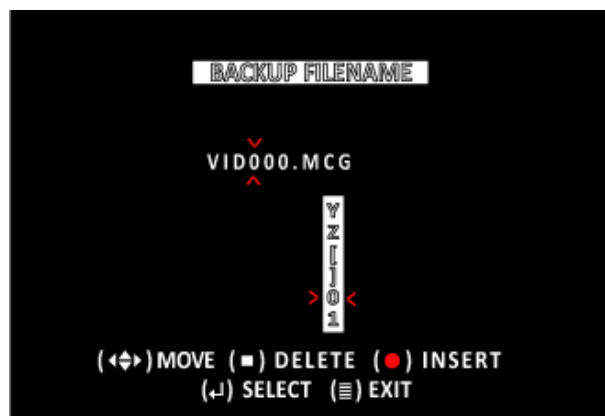 BACKUP FILENAME
VID000.MCG
Y
Z
[
]
> 0 <
1
(◂✥▸) MOVE (■) DELETE (●) INSERT
(↵) SELECT (≣) EXIT